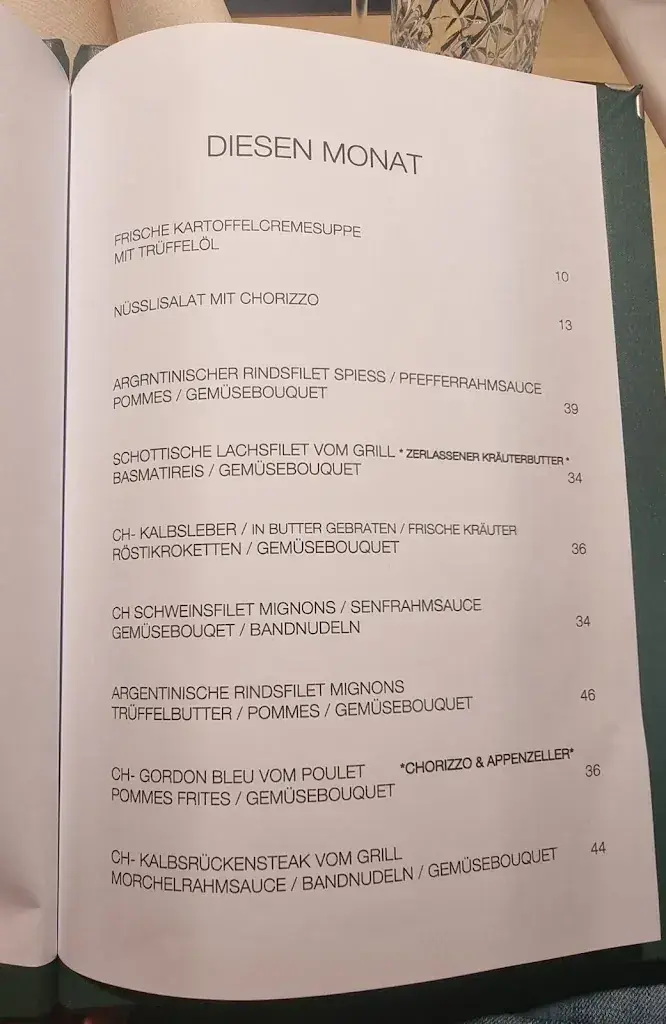 DIESEN MONAT
FRISCHE KARTOFFELCREMESUPPE
MIT TRÜFFELÖL
10
NÜSSLISALAT MIT CHORIZZO
13
ARGRNTINISCHER RINDSFILET SPIESS / PFEFFERRAHMSAUCE
POMMES / GEMÜSEBOUQUET
39
SCHOTTISCHE LACHSFILET VOM GRILL * ZERLASSENER KRÄUTERBUTTER *
BASMATIREIS / GEMÜSEBOUQUET
34
CH- KALBSLEBER / IN BUTTER GEBRATEN / FRISCHE KRÄUTER
RÖSTIKROKETTEN / GEMÜSEBOUQUET
36
CH SCHWEINSFILET MIGNONS / SENFRAHMSAUCE
GEMÜSEBOUQET / BANDNUDELN
34
ARGENTINISCHE RINDSFILET MIGNONS
TRÜFFELBUTTER / POMMES / GEMÜSEBOUQUET
46
CH- GORDON BLEU VOM POULET *CHORIZZO & APPENZELLER*
POMMES FRITES / GEMÜSEBOUQUET
36
CH- KALBSRÜCKENSTEAK VOM GRILL
MORCHELRAHMSAUCE / BANDNUDELN / GEMÜSEBOUQUET
44